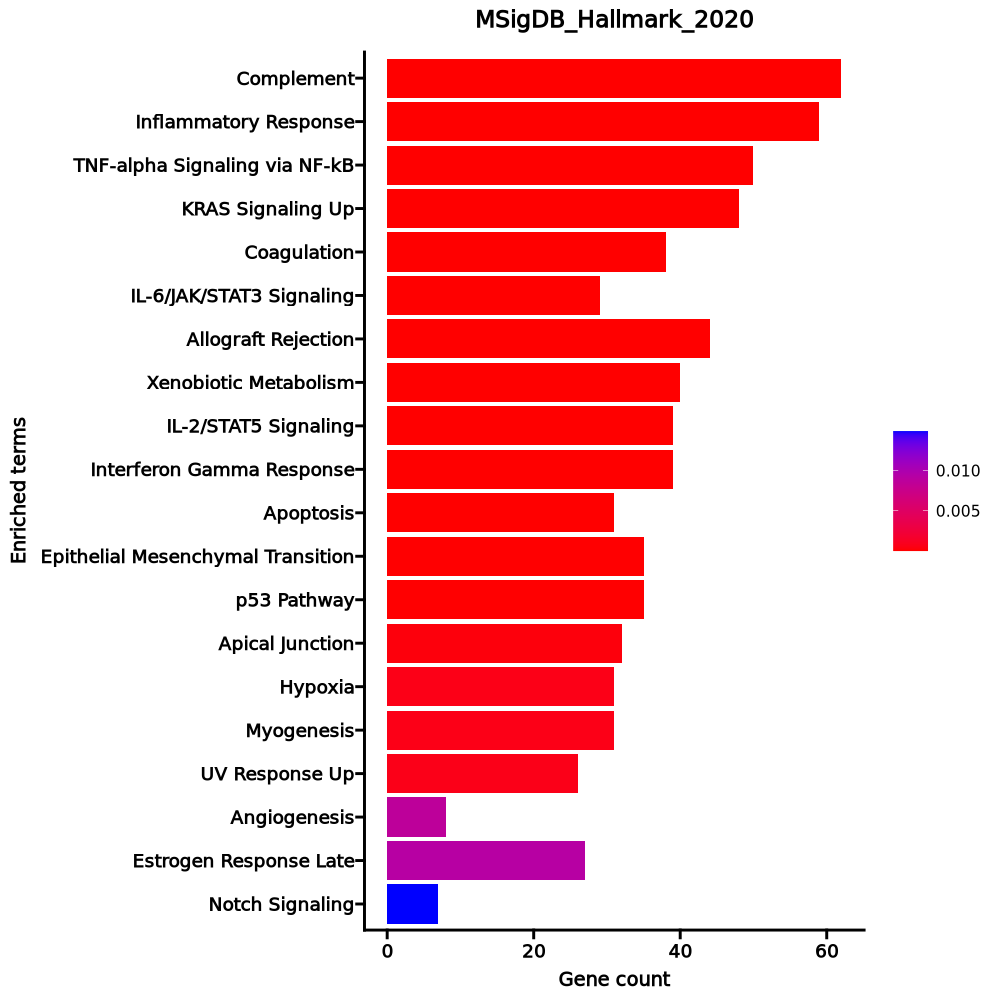 MSigDB_Hallmark_2020
Complement
Inflammatory Response
TNF-alpha Signaling via NF-kB
KRAS Signaling Up
Coagulation
IL-6/JAK/STAT3 Signaling
Allograft Rejection
Xenobiotic Metabolism
IL-2/STAT5 Signaling
Interferon Gamma Response
Apoptosis
Epithelial Mesenchymal Transition
p53 Pathway
Apical Junction
Hypoxia
Myogenesis
UV Response Up
Angiogenesis
Estrogen Response Late
Notch Signaling
Enriched terms
0 20 40 60
Gene count
0.010
0.005